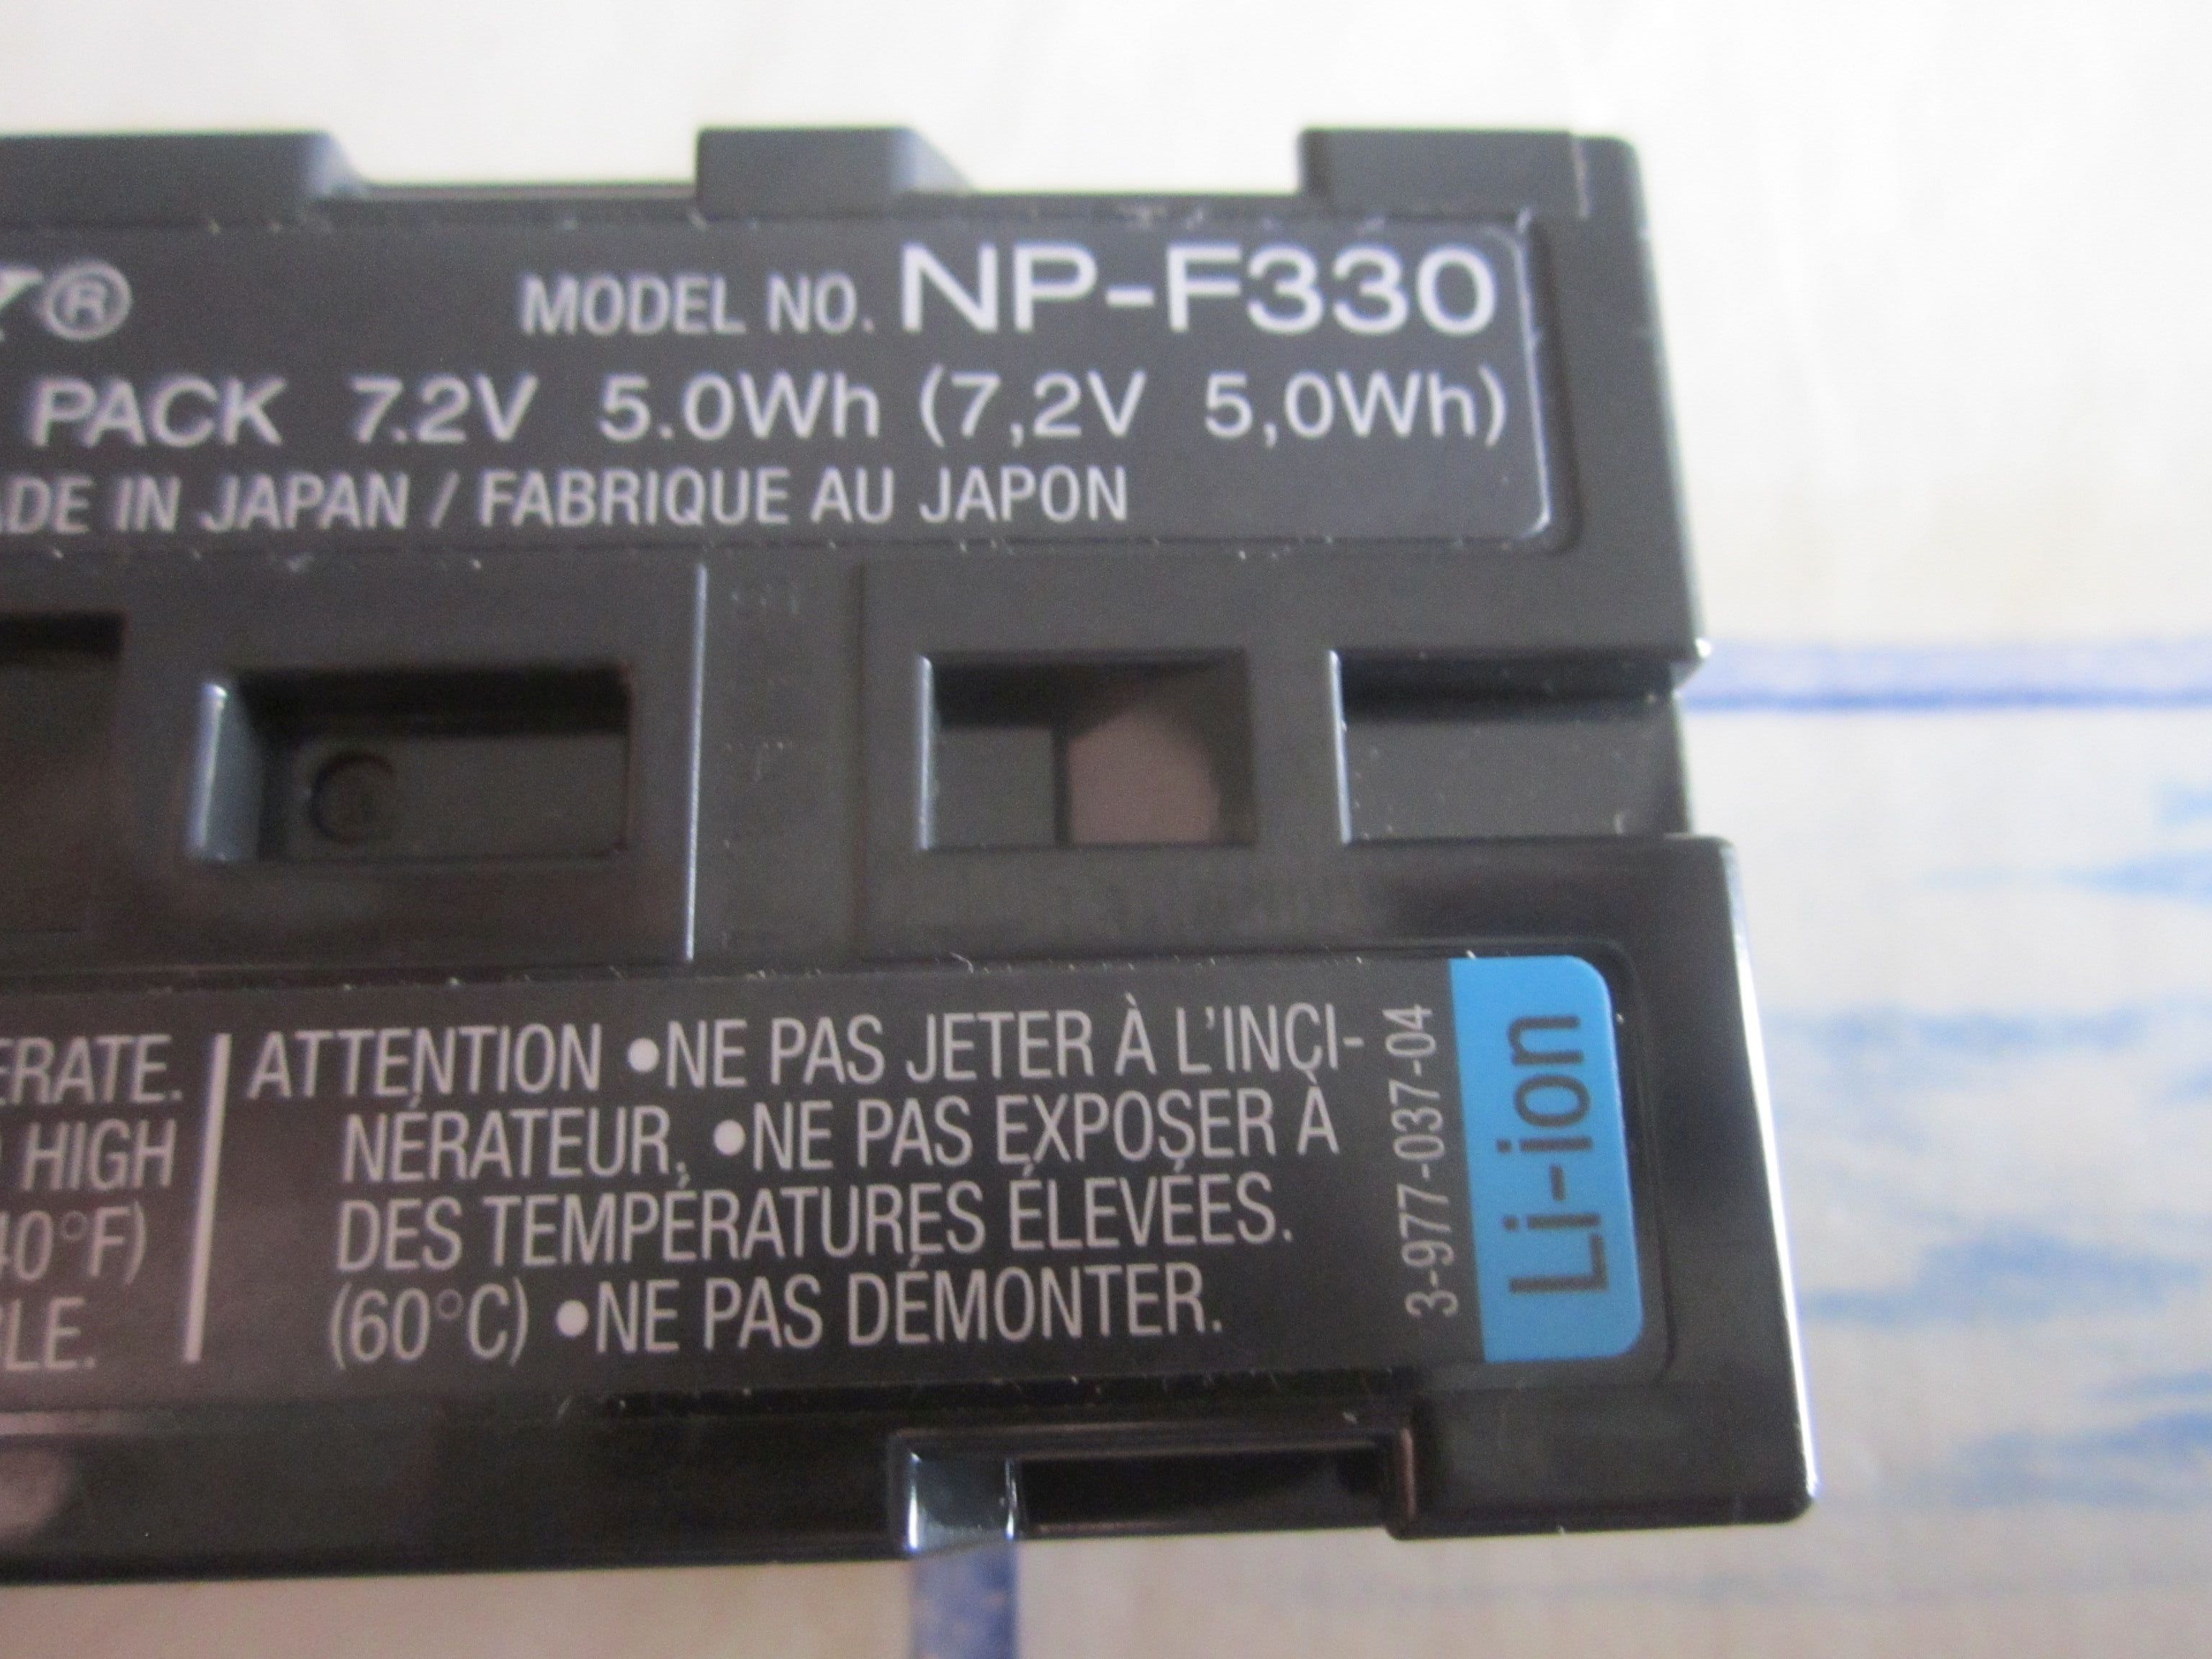 Y® MODEL NO. NP-F330
PACK 7.2V 5.0Wh (7,2V 5,0Wh)
ADE IN JAPAN / FABRIQUE AU JAPON
ERATE.
HIGH
40°F)
LE.
ATTENTION •NE PAS JETER À L'INCI-
NÉRATEUR. •NE PAS EXPOSER À
DES TEMPÉRATURES ÉLEVÉES.
(60°C) •NE PAS DÉMONTER.
3-977-037-04
Li-ion